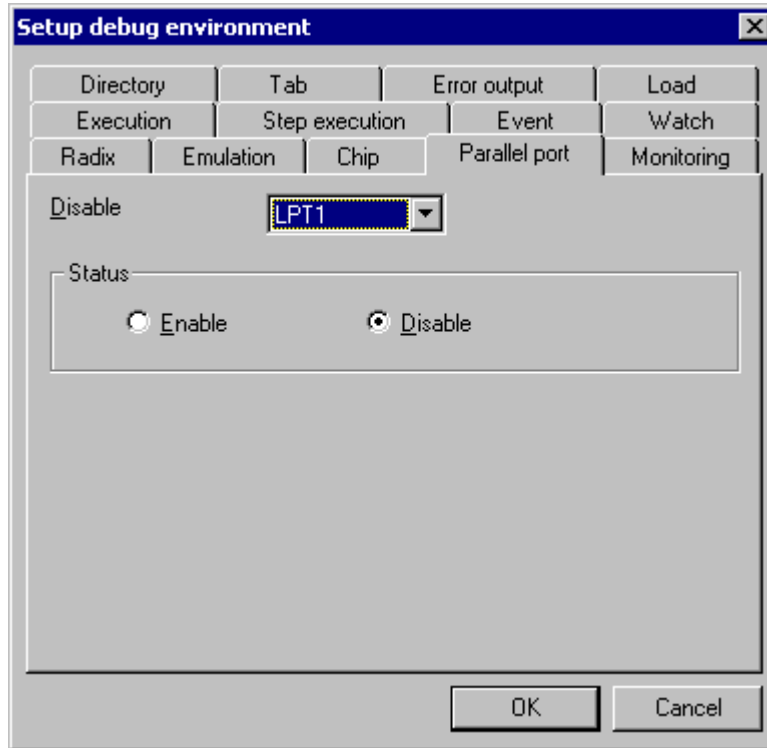 Setup debug environment
Directory Tab Error output Load
Execution Step execution Event Watch
Radix Emulation Chip Parallel port Monitoring
Disable LPT1
Status
Enable Disable
OK Cancel